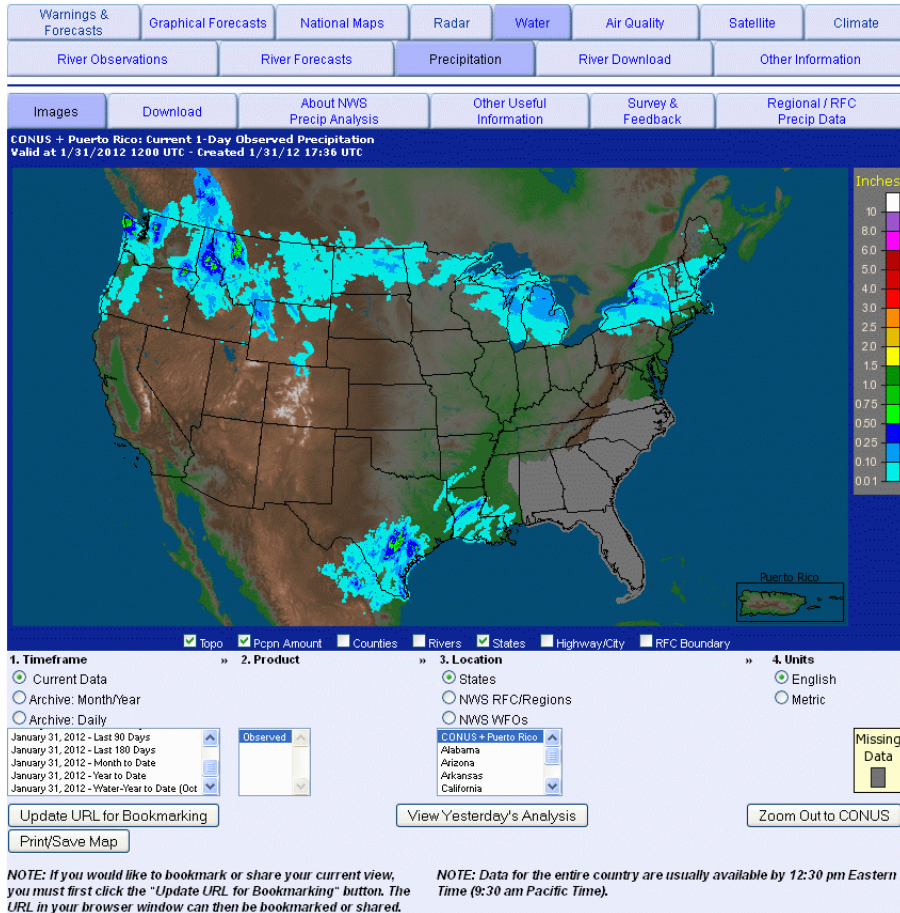 Warnings &
Forecasts
Graphical Forecasts
National Maps
Radar
Water
Air Quality
Satellite
Climate
River Observations
River Forecasts
Precipitation
River Download
Other Information
Images
Download
About NWS
Precip Analysis
Other Useful
Information
Survey &
Feedback
Regional / RFC
Precip Data
CONUS + Puerto Rico: Current 1-Day Observed Precipitation
Valid at 1/31/2012 1200 UTC - Created 1/31/12 17:36 UTC
Inches
10
8.0
6.0
5.0
4.0
3.0
2.5
2.0
1.5
1.0
0.75
0.50
0.25
0.10
0.01
Puerto Rico
Topo
Pcpn Amount
Counties
Rivers
States
Highway/City
RFC Boundary
1. Timeframe
»
2. Product
»
3. Location
»
4. Units
Current Data
States
English
Archive: Month/Year
NWS RFC/Regions
Metric
Archive: Daily
NWS WFOs
January 31, 2012 - Last 90 Days
January 31, 2012 - Last 180 Days
January 31, 2012 - Month to Date
January 31, 2012 - Year to Date
January 31, 2012 - Water-Year to Date (Oct
Observed
CONUS + Puerto Rico
Alabama
Arizona
Arkansas
California
Missing
Data
Update URL for Bookmarking
View Yesterday's Analysis
Zoom Out to CONUS
Print/Save Map
NOTE: If you would like to bookmark or share your current view,
you must first click the "Update URL for Bookmarking" button. The
URL in your browser window can then be bookmarked or shared.
NOTE: Data for the entire country are usually available by 12:30 pm Eastern
Time (9:30 am Pacific Time).